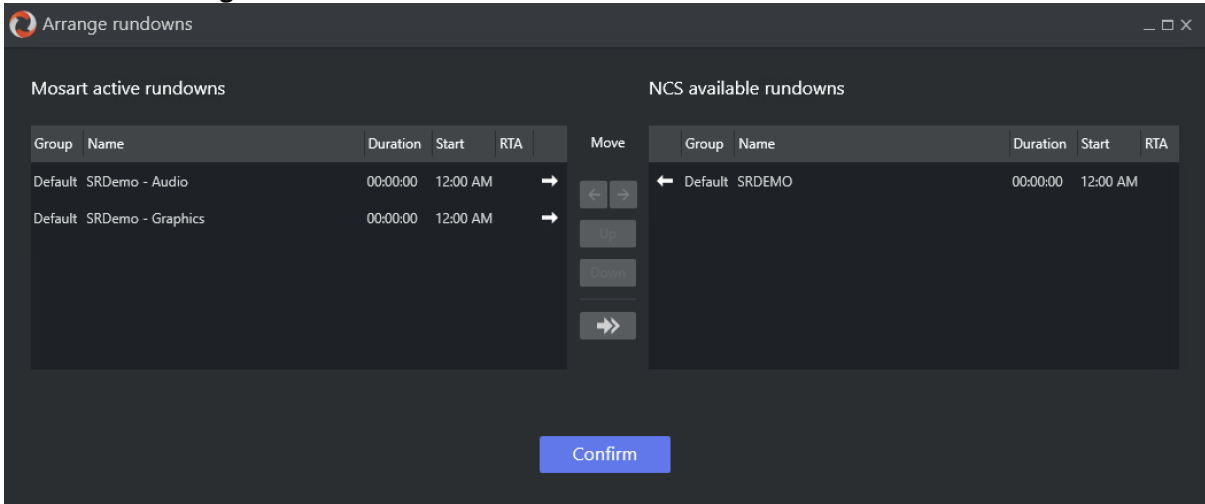 Arrange rundowns
Mosart active rundowns
NCS available rundowns
Group Name Duration Start RTA
Move
Group Name Duration Start RTA
Default SRDemo - Audio 00:00:00 12:00 AM
Default SRDEMO 00:00:00 12:00 AM
Default SRDemo - Graphics 00:00:00 12:00 AM
Up
Down
Confirm